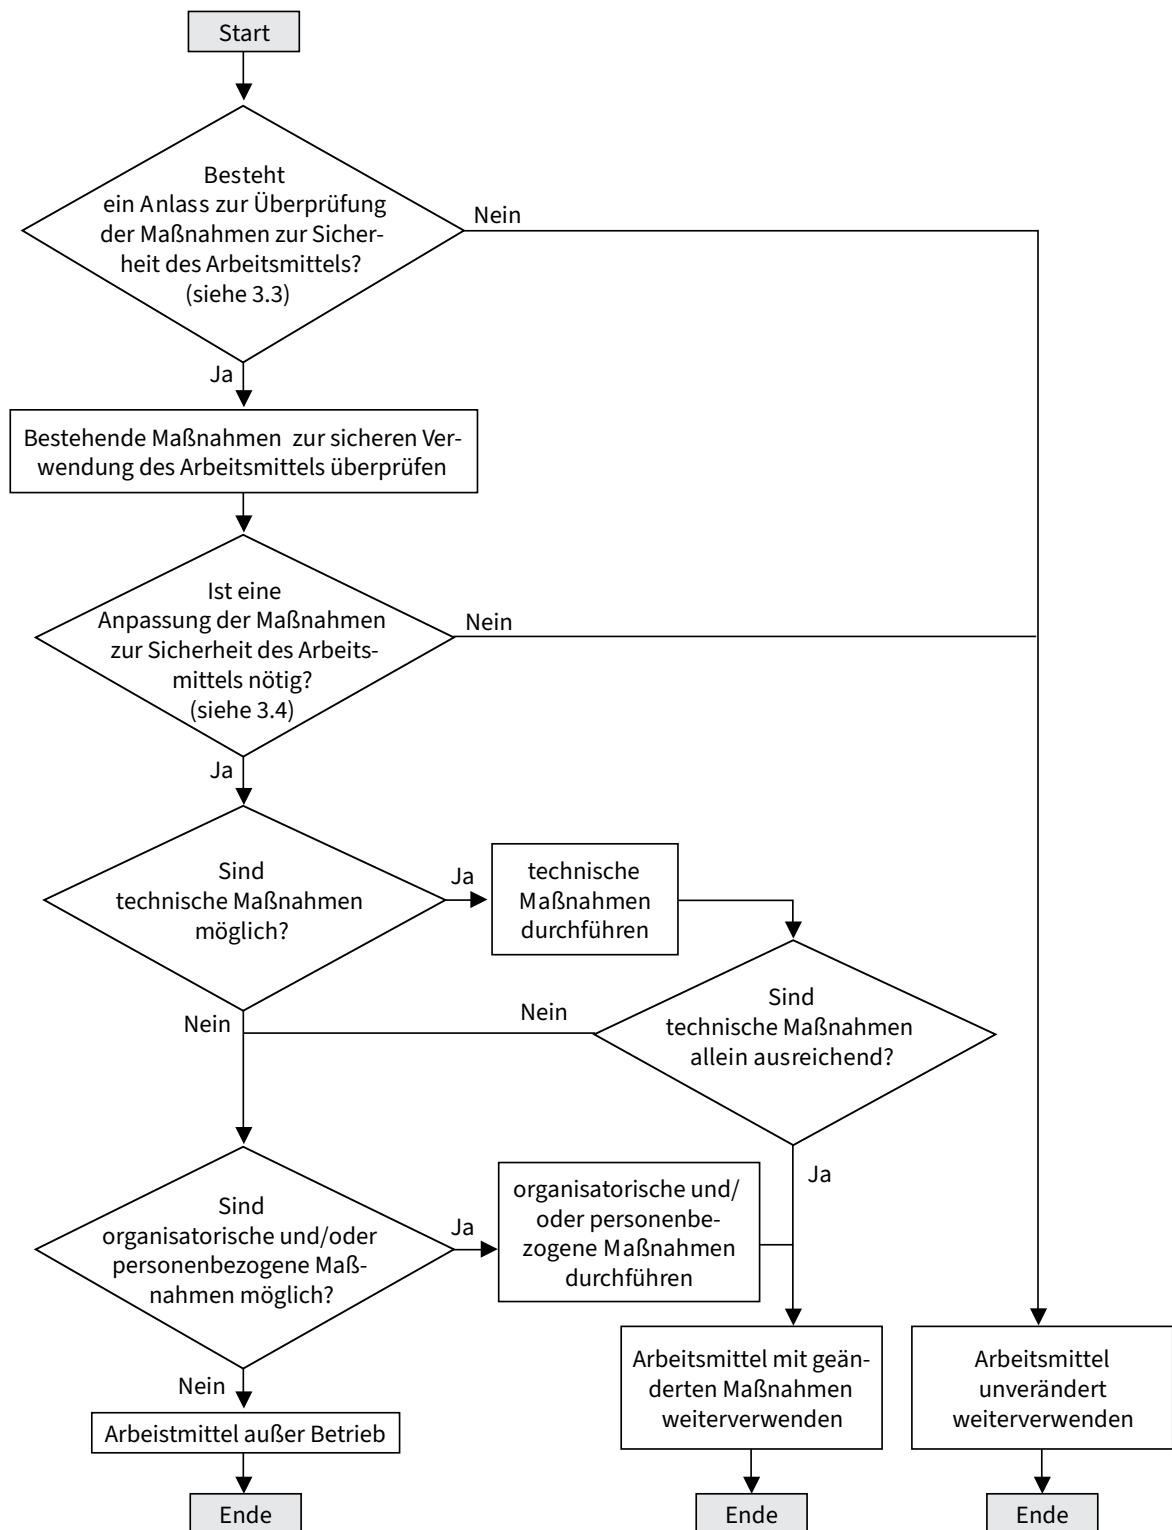 Start
Besteht
ein Anlass zur Überprüfung
der Maßnahmen zur Sicher-
heit des Arbeitsmittels?
(siehe 3.3)
Nein
Ja
Bestehende Maßnahmen zur sicheren Ver-
wendung des Arbeitsmittels überprüfen
Ist eine
Anpassung der Maßnahmen
zur Sicherheit des Arbeits-
mittels nötig?
(siehe 3.4)
Nein
Ja
Sind
technische Maßnahmen
möglich?
Ja
technische
Maßnahmen
durchführen
Nein
Nein
Sind
technische Maßnahmen
allein ausreichend?
Ja
Sind
organisatorische und/oder
personenbezogene Maß-
nahmen möglich?
Ja
organisatorische und/
oder personenbe-
zogene Maßnahmen
durchführen
Nein
Arbeistmittel außer Betrieb
Arbeitsmittel mit geän-
derten Maßnahmen
weiterverwenden
Arbeitsmittel
unverändert
weiterverwenden
Ende
Ende
Ende